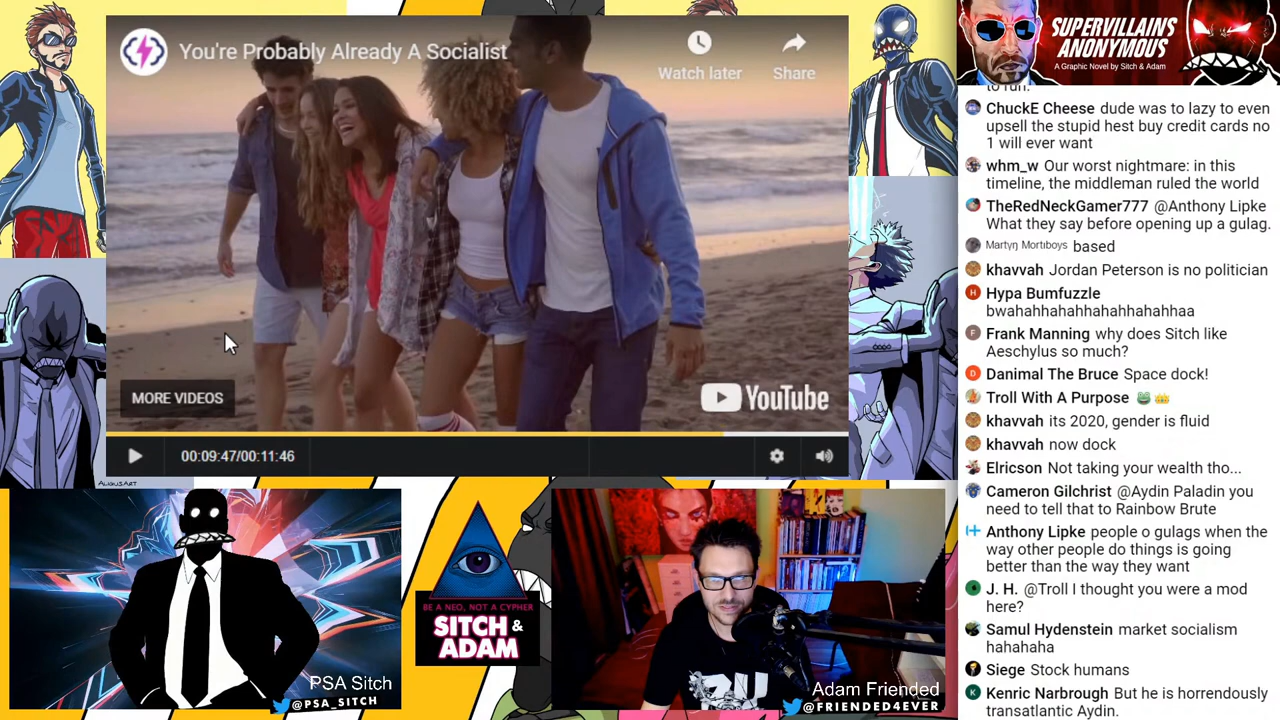 You're Probably Already A Socialist
Watch later
Share
MORE VIDEOS
YouTube
00:09:47/00:11:46
ALIGUSART
PSA Sitch
@PSA_SITCH
BE A NEO, NOT A CYPHER
SITCH &
ADAM
Adam Friended
@FRIENDED4EVER
SUPERVILLAINS
ANONYMOUS
A Graphic Novel by Sitch & Adam
to run.
ChuckE Cheese dude was to lazy to even
upsell the stupid hest buy credit cards no
1 will ever want
whm_w Our worst nightmare: in this
timeline, the middleman ruled the world
TheRedNeckGamer777 @Anthony Lipke
What they say before opening up a gulag.
Martyη Mortıboys based
khavvah Jordan Peterson is no politician
Hypa Bumfuzzle
bwahahhahahhahahhahahhaa
Frank Manning why does Sitch like
Aeschylus so much?
Danimal The Bruce Space dock!
Troll With A Purpose
khavvah its 2020, gender is fluid
khavvah now dock
Elricson Not taking your wealth tho...
Cameron Gilchrist @Aydin Paladin you
need to tell that to Rainbow Brute
Anthony Lipke people o gulags when the
way other people do things is going
better than the way they want
J. H. @Troll I thought you were a mod
here?
Samul Hydenstein market socialism
hahahaha
Siege Stock humans
Kenric Narbrough But he is horrendously
transatlantic Aydin.